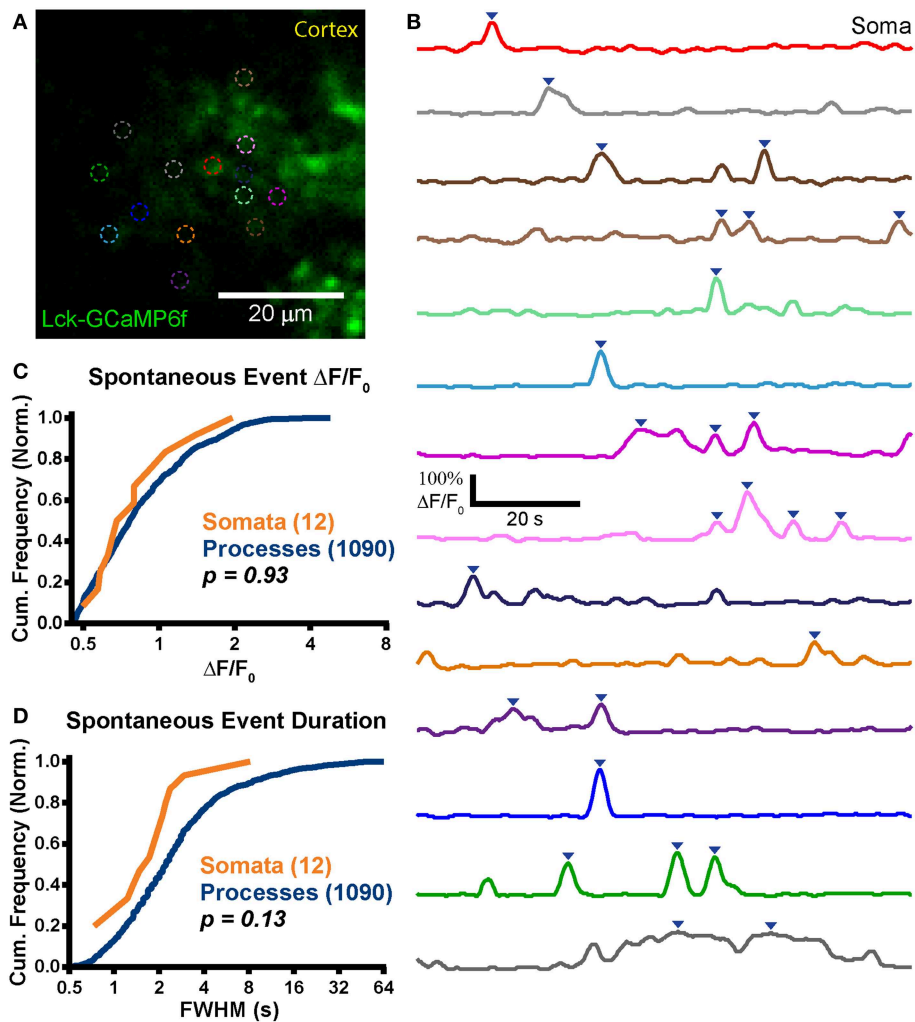 A
Cortex
Lck-GCaMP6f
20 μm
B
Soma
100%
ΔF/F0
20 s
C
Spontaneous Event ΔF/F0
Cum. Frequency (Norm.)
1.0
0.8
0.6
0.4
0.2
0.0
Somata (12)
Processes (1090)
p = 0.93
0.5 1 2 4 8
ΔF/F0
D
Spontaneous Event Duration
Cum. Frequency (Norm.)
1.0
0.8
0.6
0.4
0.2
0.0
Somata (12)
Processes (1090)
p = 0.13
0.5 1 2 4 8 16 32 64
FWHM (s)